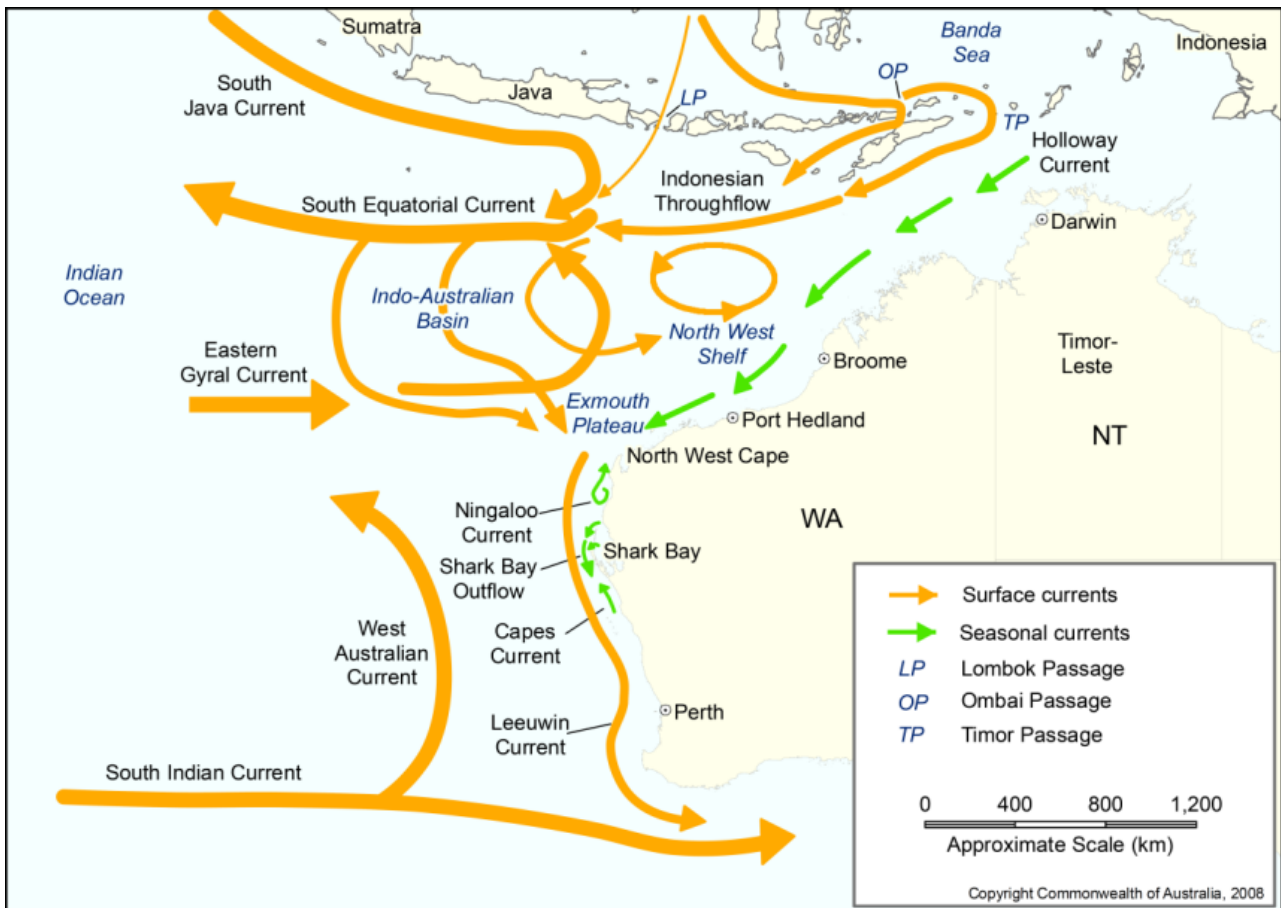 Sumatra
Banda
Sea
Indonesia
South
Java Current
Java
OP
LP
TP
Holloway
Current
Indonesian
Throughflow
South Equatorial Current
Darwin
Indian
Ocean
Indo-Australian
Basin
North West
Shelf
Timor-
Leste
Eastern
Gyral Current
Broome
Exmouth
Plateau
Port Hedland
NT
North West Cape
Ningaloo
Current
WA
Shark Bay
Shark Bay
Outflow
Capes
Current
West
Australian
Current
Perth
Leeuwin
Current
South Indian Current
Surface currents
Seasonal currents
LP Lombok Passage
OP Ombai Passage
TP Timor Passage
0 400 800 1,200
Approximate Scale (km)
Copyright Commonwealth of Australia, 2008